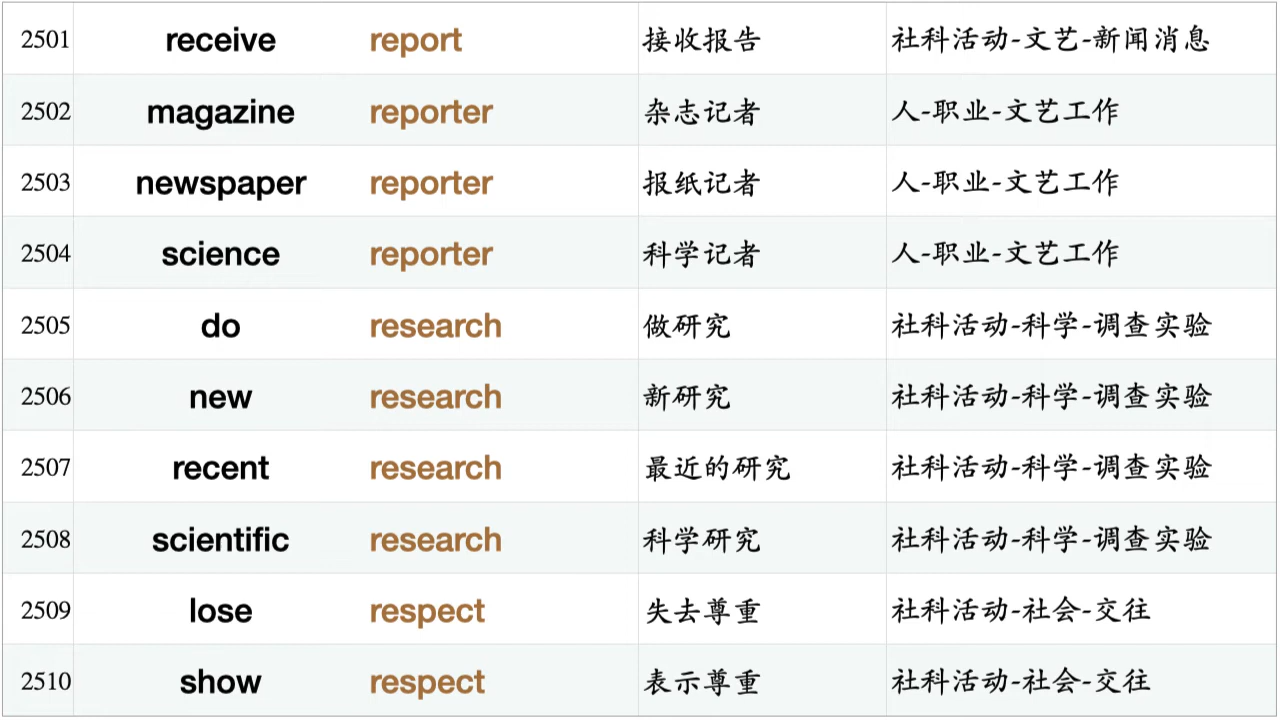 2501 receive report 接收报告 社科活动-文艺-新闻消息
2502 magazine reporter 杂志记者 人-职业-文艺工作
2503 newspaper reporter 报纸记者 人-职业-文艺工作
2504 science reporter 科学记者 人-职业-文艺工作
2505 do research 做研究 社科活动-科学-调查实验
2506 new research 新研究 社科活动-科学-调查实验
2507 recent research 最近的研究 社科活动-科学-调查实验
2508 scientific research 科学研究 社科活动-科学-调查实验
2509 lose respect 失去尊重 社科活动-社会-交往
2510 show respect 表示尊重 社科活动-社会-交往